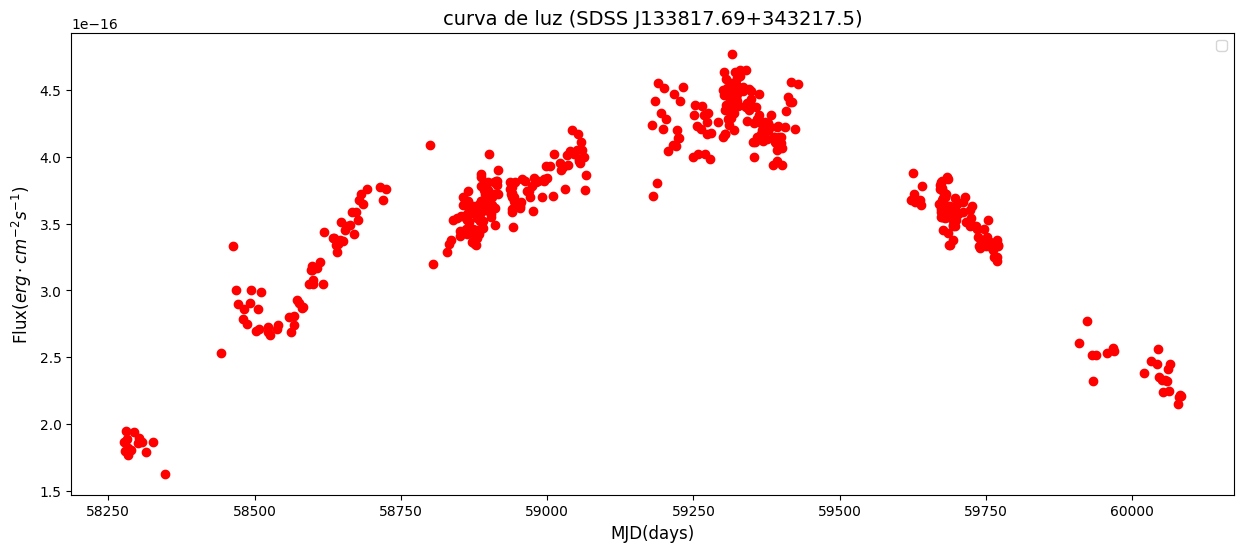 curva de luz (SDSS J133817.69+343217.5)
1e−16
4.5
4.0
3.5
3.0
2.5
2.0
1.5
Flux(erg · cm⁻²s⁻¹)
58250 58500 58750 59000 59250 59500 59750 60000
MJD(days)